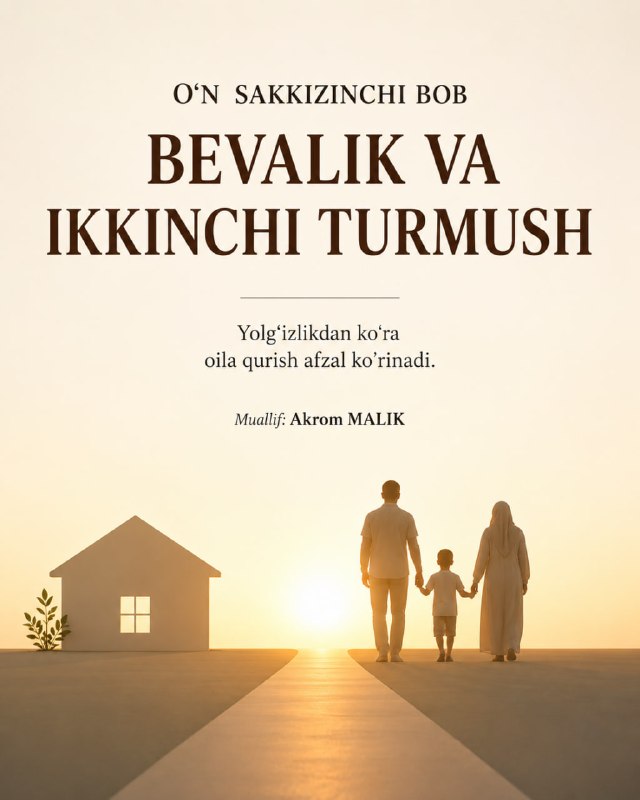 O‘N SAKKIZINCHI BOB
BEVALIK VA
IKKINCHI TURMUSH
Yolg‘izlikdan ko‘ra
oila qurish afzal ko’rinadi.
Muallif: Akrom MALIK